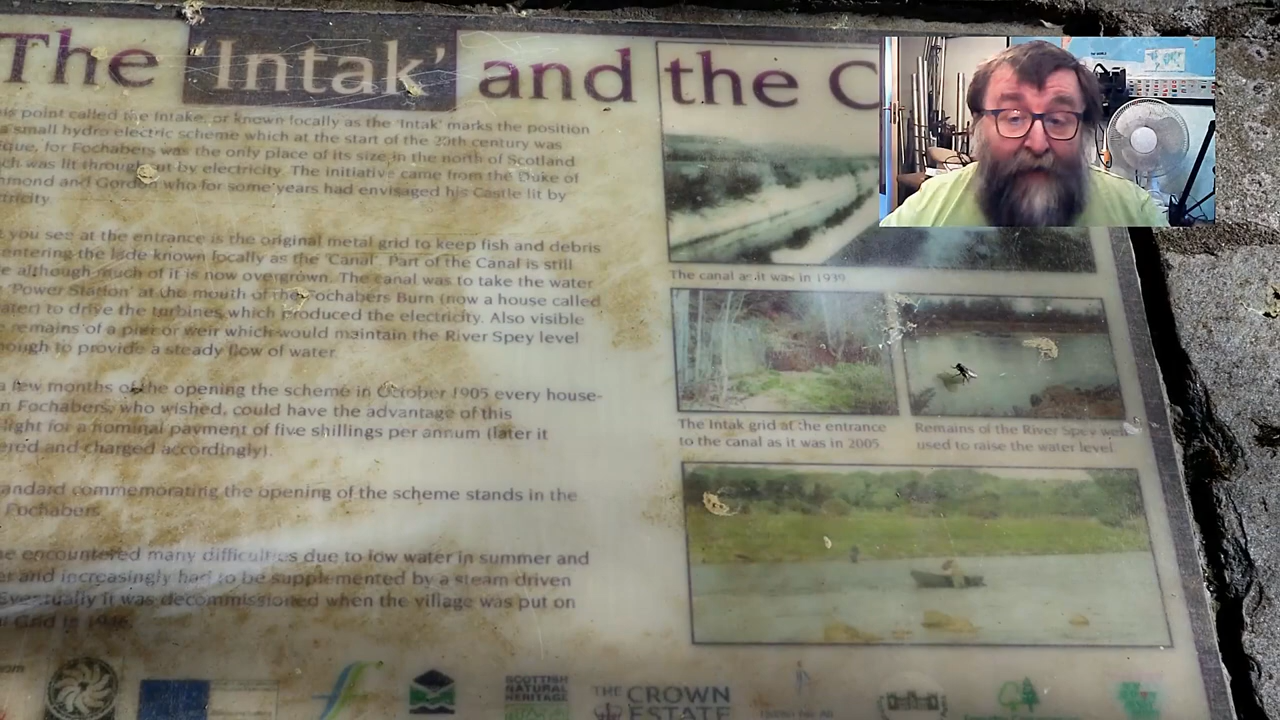 The 'Intak' and the C
is point called the Intake, or known locally as the 'Intak' marks the position
a small hydro electric scheme which at the start of the 20th century was
ique, for Fochabers was the only place of its size in the north of Scotland
ch was lit throughout by electricity. The initiative came from the Duke of
hmond and Gordon who for some years had envisaged his Castle lit by
ctricity.
t you see at the entrance is the original metal grid to keep fish and debris
entering the lade known locally as the 'Canal'. Part of the Canal is still
e although much of it is now overgrown. The canal was to take the water
'Power Station' at the mouth of the Fochabers Burn (now a house called
ater) to drive the turbines which produced the electricity. Also visible
e remains of a pier or weir which would maintain the River Spey level
nough to provide a steady flow of water.
a few months of the opening the scheme in October 1905 every house-
n Fochabers, who wished, could have the advantage of this
light for a nominal payment of five shillings per annum (later it
ered and charged accordingly).
andard commemorating the opening of the scheme stands in the
Fochabers.
e encountered many difficulties due to low water in summer and
er and increasingly had to be supplemented by a steam driven
Eventually it was decommissioned when the village was put on
Grid in
The canal as it was in 1939
The Intak grid at the entrance
to the canal as it was in 2005
Remains of the River Spey weir
used to raise the water level.
SCOTTISH
NATURAL
HERITAGE
THE CROWN
ESTATE